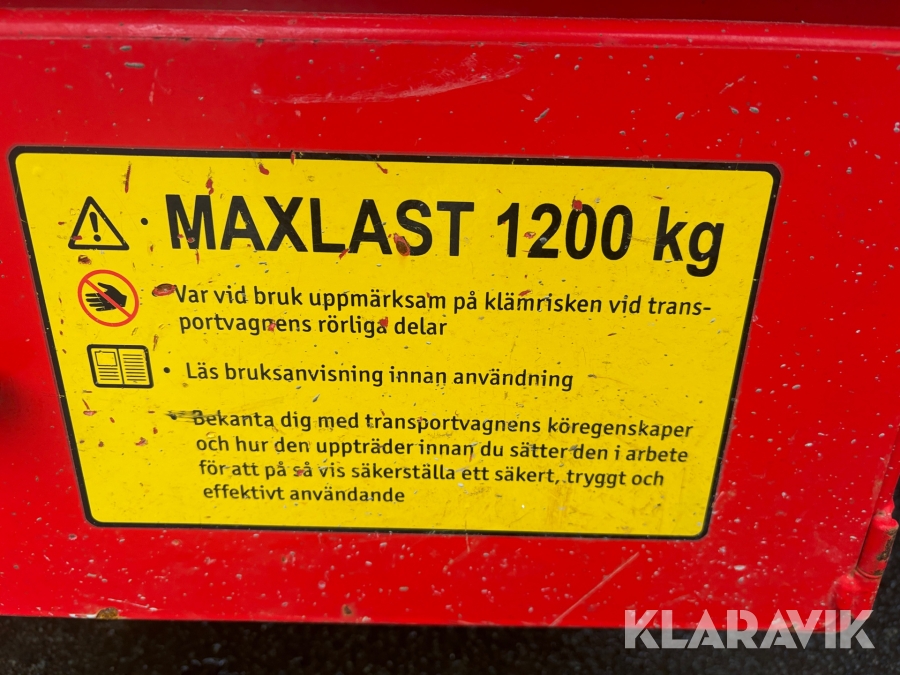 · MAXLAST 1200 kg
Var vid bruk uppmärksam på klämrisken vid trans-
portvagnens rörliga delar
• Läs bruksanvisning innan användning
• Bekanta dig med transportvagnens köregenskaper
och hur den uppträder innan du sätter den i arbete
för att på så vis säkerställa ett säkert, tryggt och
effektivt användande
KLARAVIK